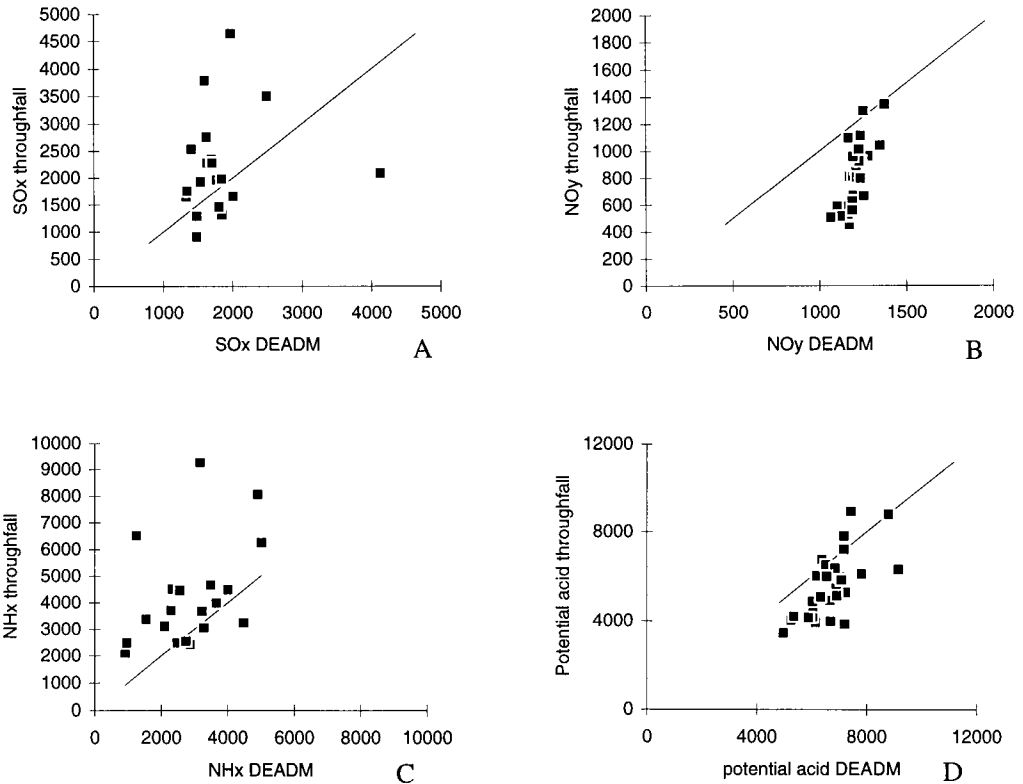 5000
4500
4000
3500
3000
2500
2000
1500
1000
500
0
SOx throughfall
0 1000 2000 3000 4000 5000
SOx DEADM
A
2000
1800
1600
1400
1200
1000
800
600
400
200
0
NOy throughfall
0 500 1000 1500 2000
NOy DEADM
B
10000
9000
8000
7000
6000
5000
4000
3000
2000
1000
0
NHx throughfall
0 2000 4000 6000 8000 10000
NHx DEADM
C
12000
8000
4000
0
Potential acid throughfall
0 4000 8000 12000
potential acid DEADM
D